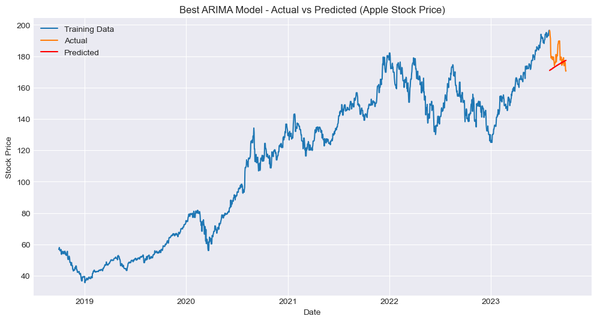 Best ARIMA Model - Actual vs Predicted (Apple Stock Price)
200
Training Data
Actual
Predicted
180
160
140
120
100
80
60
40
Stock Price
2019
2020
2021
2022
2023
Date